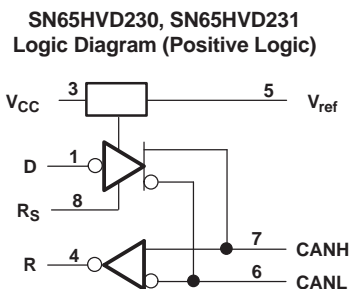 SN65HVD230, SN65HVD231
Logic Diagram (Positive Logic)
VCC 3 5 Vref
D 1
RS 8
7 CANH
R 4
6 CANL